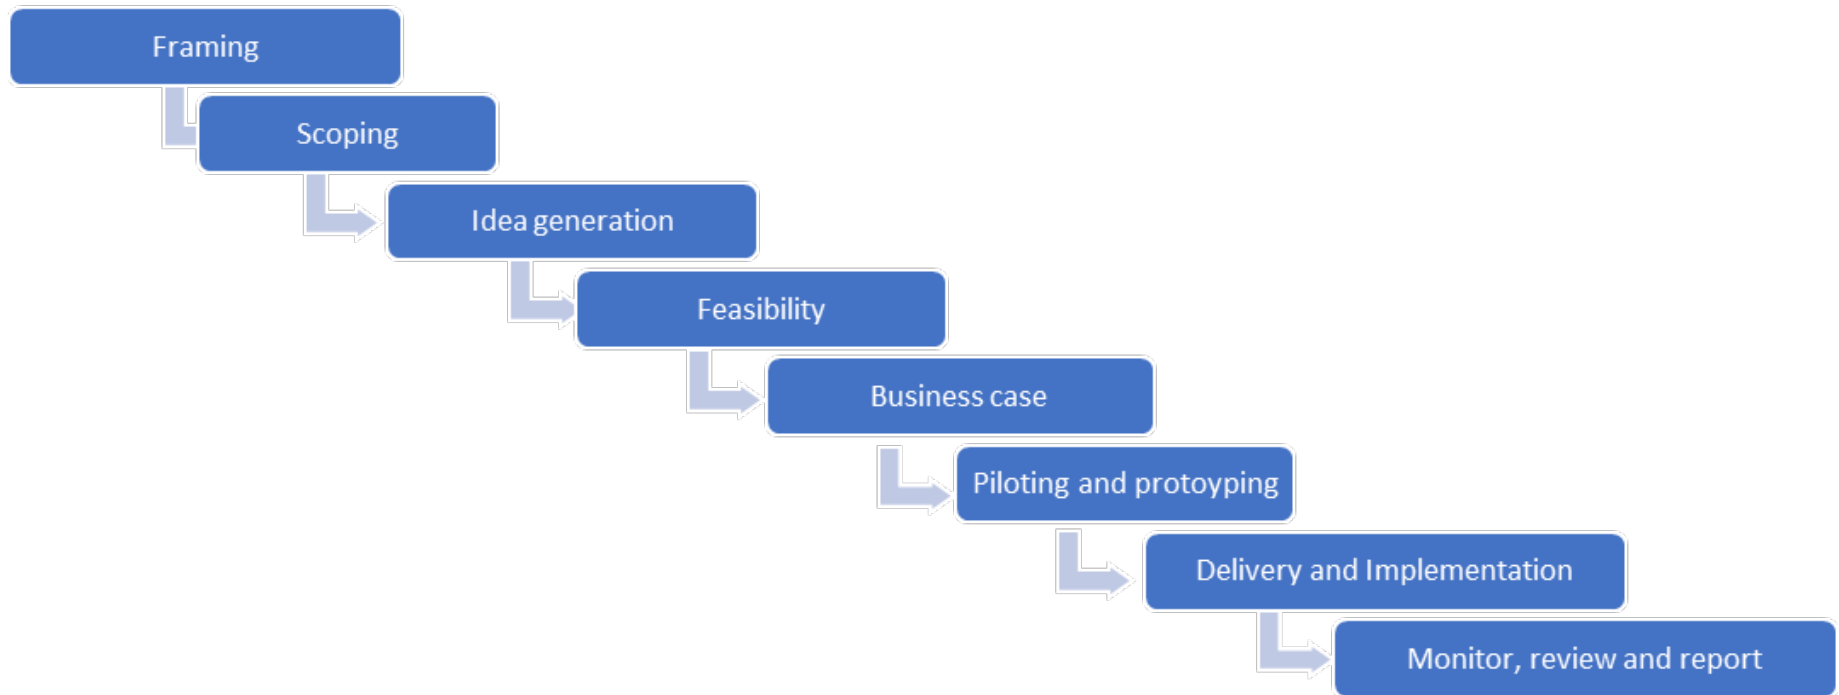 Framing
Scoping
Idea generation
Feasibility
Business case
Piloting and protoyping
Delivery and Implementation
Monitor, review and report